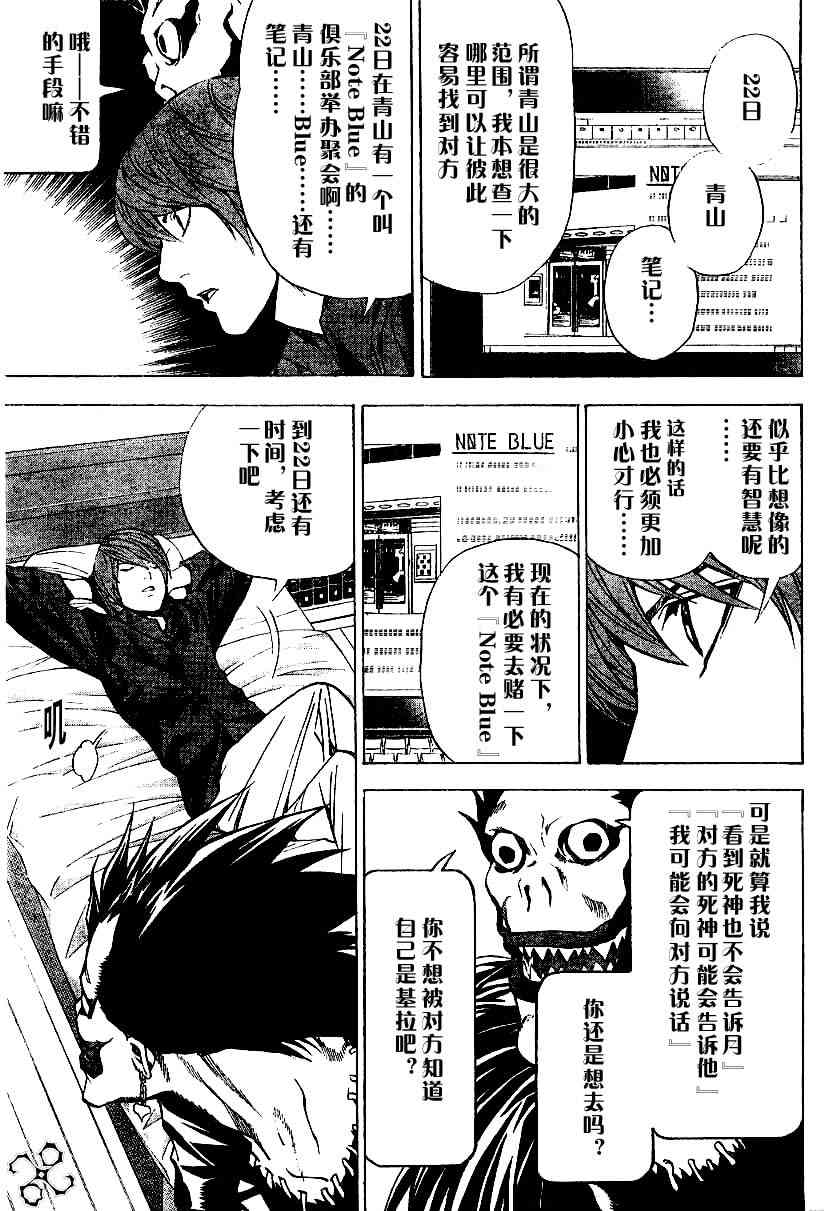 22日
青山
笔记…
NOT
所谓青山是很大的
范围，我本想查一下
哪里可以让彼此
容易找到对方
22日在青山有一个叫
『Note Blue』的
俱乐部举办聚会啊……
青山……Blue……还有
笔记……
哦——不错
的手段嘛
似乎比想像的
还要有智慧呢
……
这样的话
我也必须更加
小心才行……
NOTE BLUE
现在的状况下，
我有必要去赌一下
这个『Note Blue』
到22日还有
时间，考虑
一下吧
叽
可是就算我说
『看到死神也不会告诉月』
『对方的死神可能会告诉他』
『我可能会向对方说话』
你还是想去吗？
你不想被对方知道
自己是基拉吧？